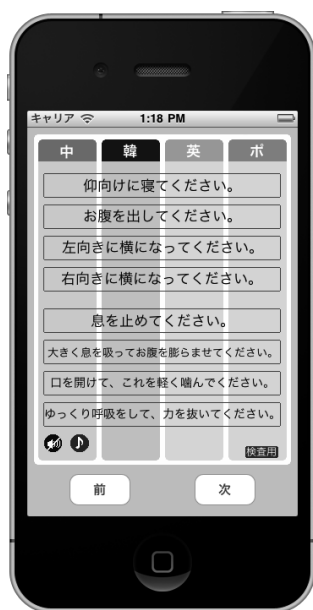 キャリア 1:18 PM
中 韓 英 ポ
仰向けに寝てください。
お腹を出してください。
左向きに横になってください。
右向きに横になってください。
息を止めてください。
大きく息を吸ってお腹を膨らませてください。
口を開けて、これを軽く噛んでください。
ゆっくり呼吸をして、力を抜いてください。
検査用
前 次